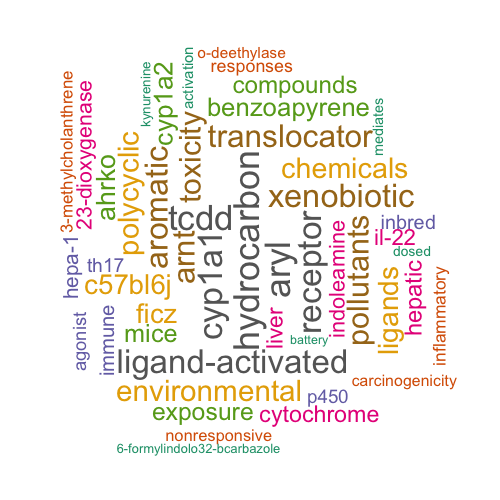 o-deethylase
responses
compounds
benzoapyrene
translocator
chemicals
xenobiotic
kynurenine
cyp1a2
activation
toxicity
mediates
3-methylcholanthrene
23-dioxygenase
ahrko
polycyclic
aromatic
tcdd
arnt
cyp1a1
hydrocarbon
aryl
receptor
indoleamine
pollutants
inbred
il-22
dosed
ligands
hepatic
inflammatory
hepa-1
th17
c57bl6j
agonist
immune
ficz
mice
liver
battery
ligand-activated
carcinogenicity
environmental
p450
exposure
cytochrome
nonresponsive
6-formylindolo32-bcarbazole